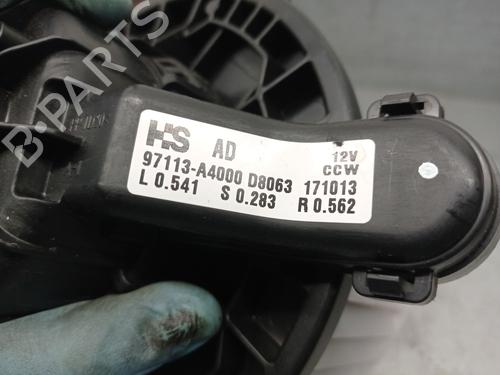 B-PARTS
HS AD 12V
97113-A4000 D8063 171013 CCW
L 0.541 S 0.283 R 0.562